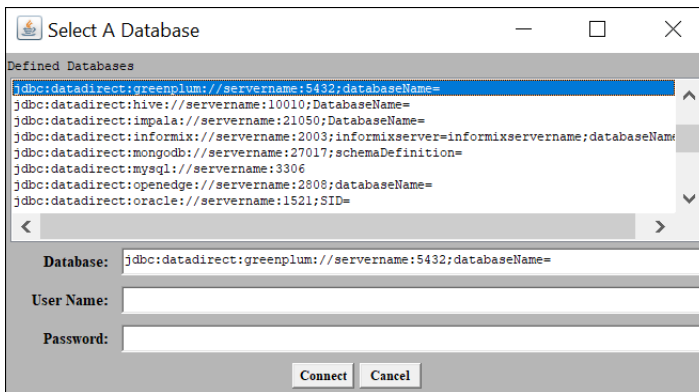 Select A Database
Defined Databases
jdbc:datadirect:greenplum://servername:5432;databaseName=
jdbc:datadirect:hive://servername:10010;DatabaseName=
jdbc:datadirect:impala://servername:21050;DatabaseName=
jdbc:datadirect:informix://servername:2003;informixserver=informixservername;databaseName
jdbc:datadirect:mongodb://servername:27017;schemaDefinition=
jdbc:datadirect:mysql://servername:3306
jdbc:datadirect:openedge://servername:2808;databaseName=
jdbc:datadirect:oracle://servername:1521;SID=
Database: jdbc:datadirect:greenplum://servername:5432;databaseName=
User Name:
Password:
Connect Cancel